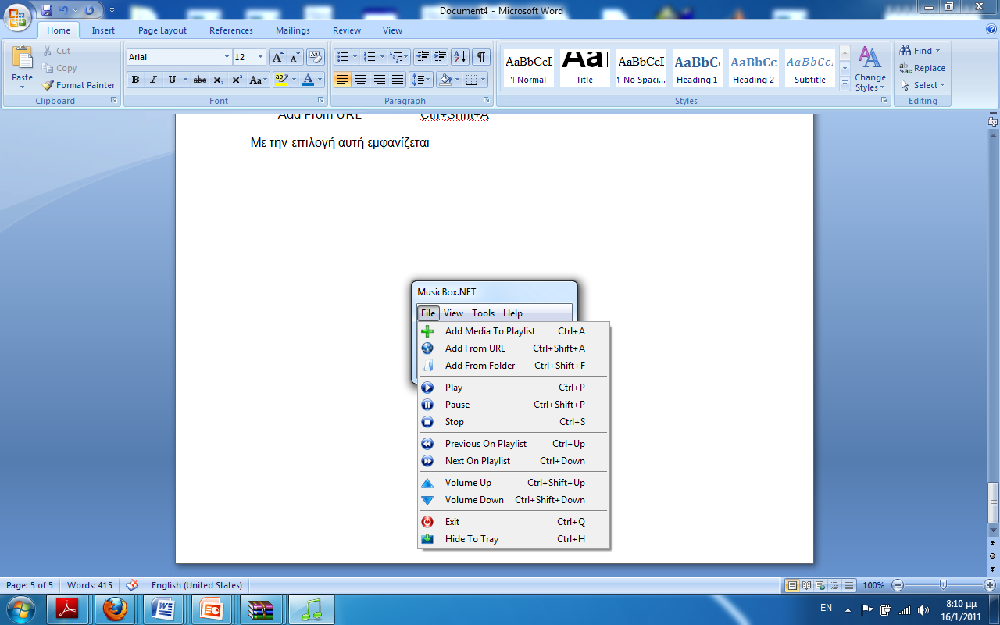 Document4 - Microsoft Word
Home Insert Page Layout References Mailings Review View
Paste
Cut
Copy
Format Painter
Clipboard
Arial 12
B I U abc x₂ x² Aa
Font
Paragraph
AaBbCcI AaBbCcI AaBbCc AaBbCc.
¶ Normal Title ¶ No Spaci... Heading 1 Heading 2 Subtitle
Change Styles
Styles
Find
Replace
Select
Editing
Add From URL Ctrl+Shift+A
Με την επιλογή αυτή εμφανίζεται
MusicBox.NET
File View Tools Help
Add Media To Playlist Ctrl+A
Add From URL Ctrl+Shift+A
Add From Folder Ctrl+Shift+F
Play Ctrl+P
Pause Ctrl+Shift+P
Stop Ctrl+S
Previous On Playlist Ctrl+Up
Next On Playlist Ctrl+Down
Volume Up Ctrl+Shift+Up
Volume Down Ctrl+Shift+Down
Exit Ctrl+Q
Hide To Tray Ctrl+H
Page: 5 of 5 Words: 415 English (United States) 100%
EN 8:10 μμ
16/1/2011